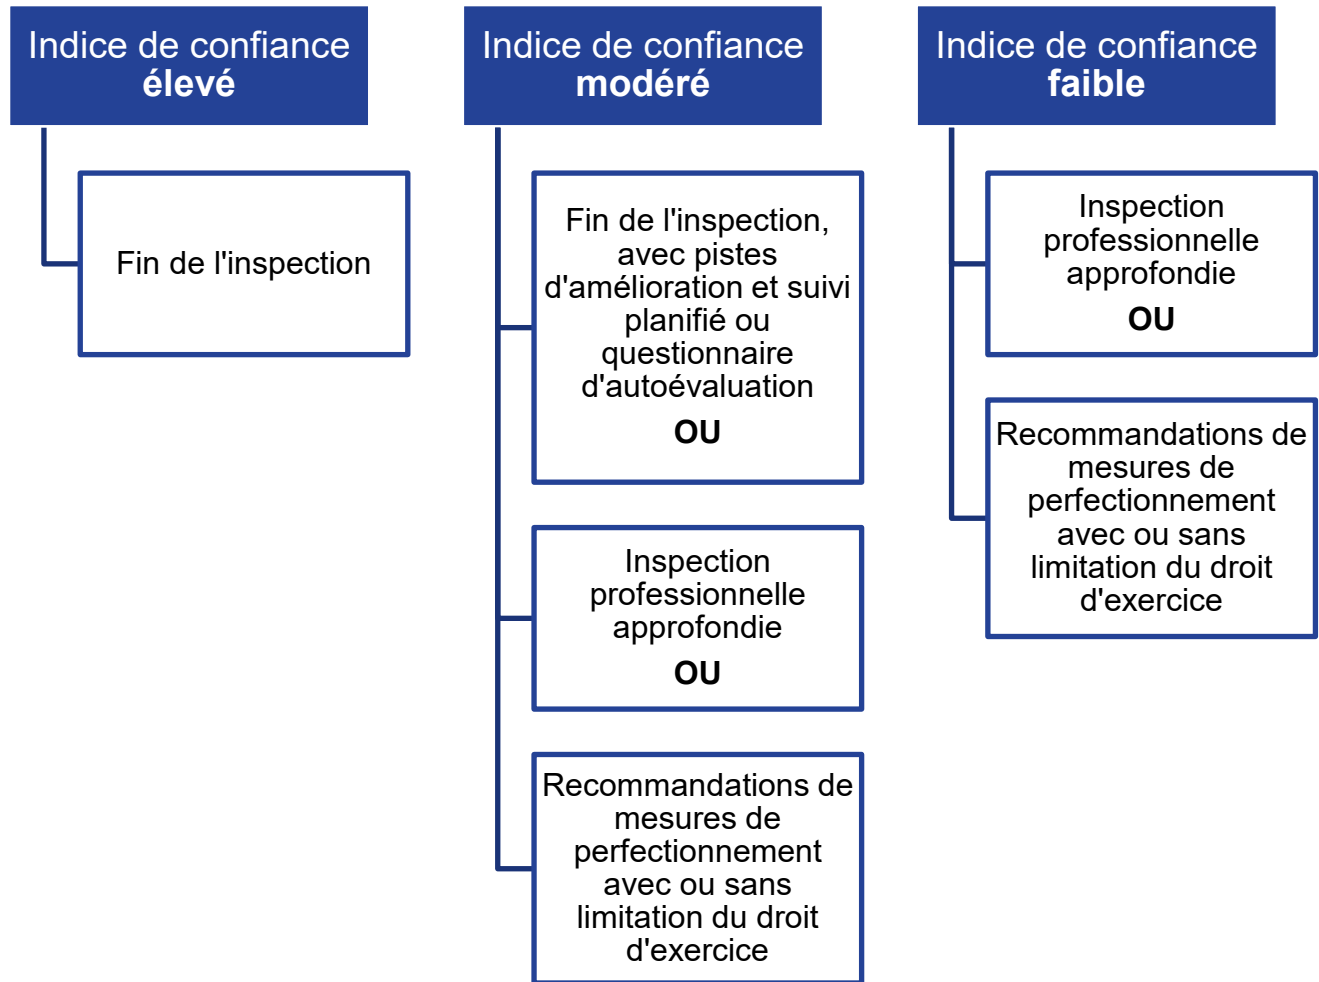 Indice de confiance
élevé
Fin de l'inspection
Indice de confiance
modéré
Fin de l'inspection,
avec pistes
d'amélioration et suivi
planifié ou
questionnaire
d'autoévaluation
OU
Inspection
professionnelle
approfondie
OU
Recommandations de
mesures de
perfectionnement
avec ou sans
limitation du droit
d'exercice
Indice de confiance
faible
Inspection
professionnelle
approfondie
OU
Recommandations de
mesures de
perfectionnement
avec ou sans
limitation du droit
d'exercice